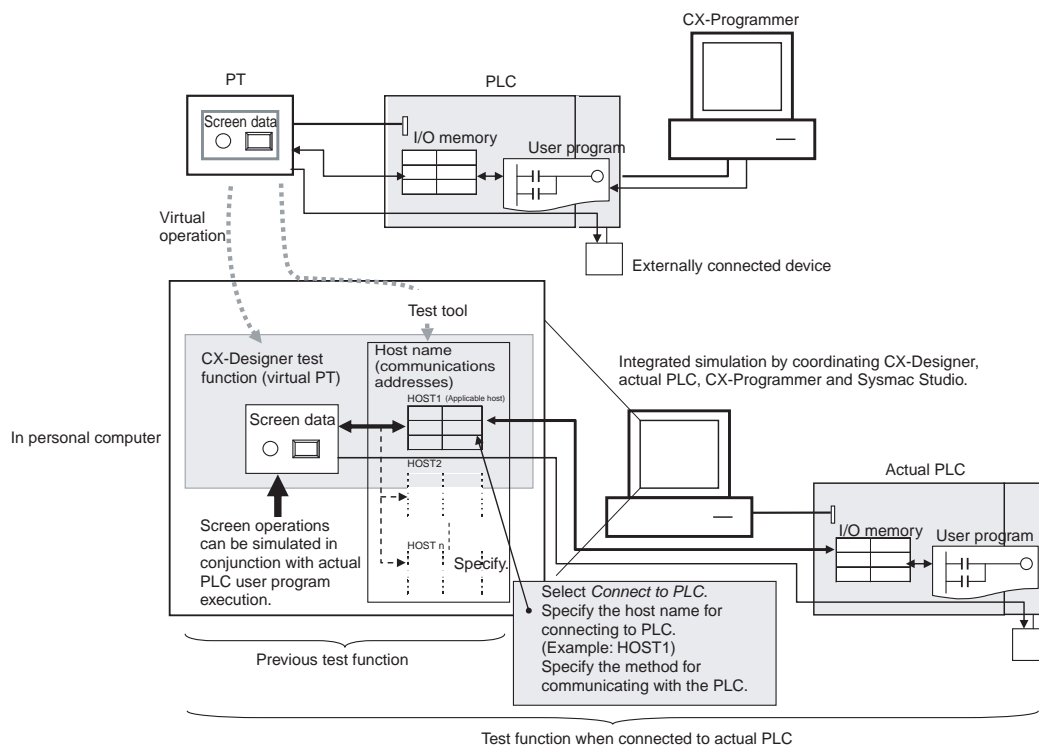 CX-Programmer
PT
PLC
Screen data
I/O memory
User program
Virtual
operation
Externally connected device
Test tool
CX-Designer test
function (virtual PT)
Host name
(communications
addresses)
HOST1 (Applicable host)
Integrated simulation by coordinating CX-Designer,
actual PLC, CX-Programmer and Sysmac Studio.
Screen data
In personal computer
HOST2
Actual PLC
Screen operations
can be simulated in
conjunction with actual
PLC user program
execution.
HOST n
Specify.
I/O memory
User program
Select Connect to PLC.
Specify the host name for
connecting to PLC.
(Example: HOST1)
Specify the method for
communicating with the PLC.
Previous test function
Test function when connected to actual PLC